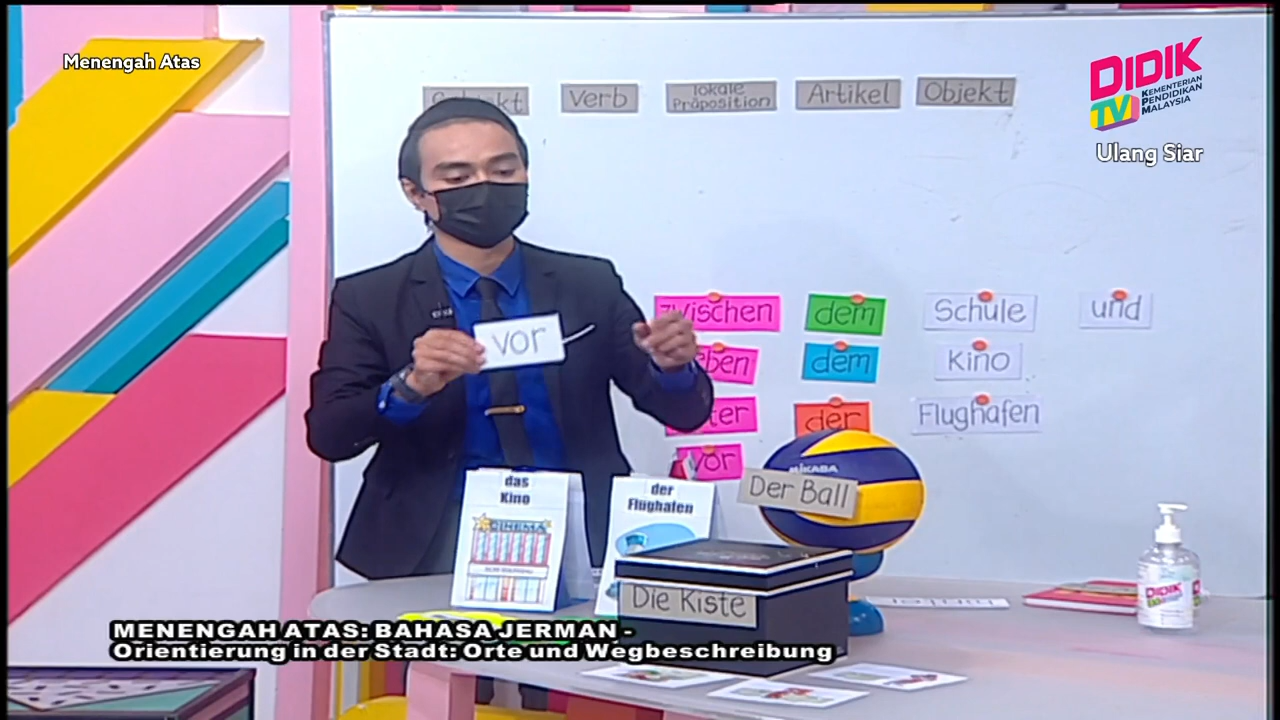 Menengah Atas
DIDIK
TV
KEMENTERIAN
PENDIDIKAN
MALAYSIA
Ulang Siar
Verb
lokale
Präposition
Artikel
Objekt
zwischen dem Schule und
dem Kino
der Flughafen
vor
vor
das
Kino
CINEMA
der
Flughafen
MIKASA
Der Ball
Die Kiste
DIDIK
MENENGAH ATAS: BAHASA JERMAN -
Orientierung in der Stadt: Orte und Wegbeschreibung